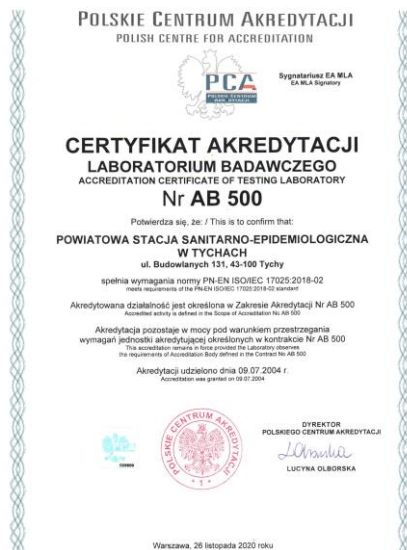 POLSKIE CENTRUM AKREDYTACJI
POLISH CENTRE FOR ACCREDITATION
PCA
POLSKIE CENTRUM
AKREDYTACJI
Sygnatariusz EA MLA
EA MLA Signatory
CERTYFIKAT AKREDYTACJI
LABORATORIUM BADAWCZEGO
ACCREDITATION CERTIFICATE OF TESTING LABORATORY
Nr AB 500
Potwierdza się, że: / This is to confirm that:
POWIATOWA STACJA SANITARNO-EPIDEMIOLOGICZNA
W TYCHACH
ul. Budowlanych 131, 43-100 Tychy
spełnia wymagania normy PN-EN ISO/IEC 17025:2018-02
meets requirements of the PN-EN ISO/IEC 17025:2018-02 standard
Akredytowana działalność jest określona w Zakresie Akredytacji Nr AB 500
Accredited activity is defined in the Scope of Accreditation No AB 500
Akredytacja pozostaje w mocy pod warunkiem przestrzegania
wymagań jednostki akredytującej określonych w kontrakcie Nr AB 500
This accreditation remains in force provided the Laboratory observes
the requirements of Accreditation Body defined in the Contract No AB 500
Akredytacji udzielono dnia 09.07.2004 r.
Accreditation was granted on 09.07.2004
POLSKIE CENTRUM AKREDYTACJI
* 1 *
DYREKTOR
POLSKIEGO CENTRUM AKREDYTACJI
LUCYNA OLBORSKA
Warszawa, 26 listopada 2020 roku